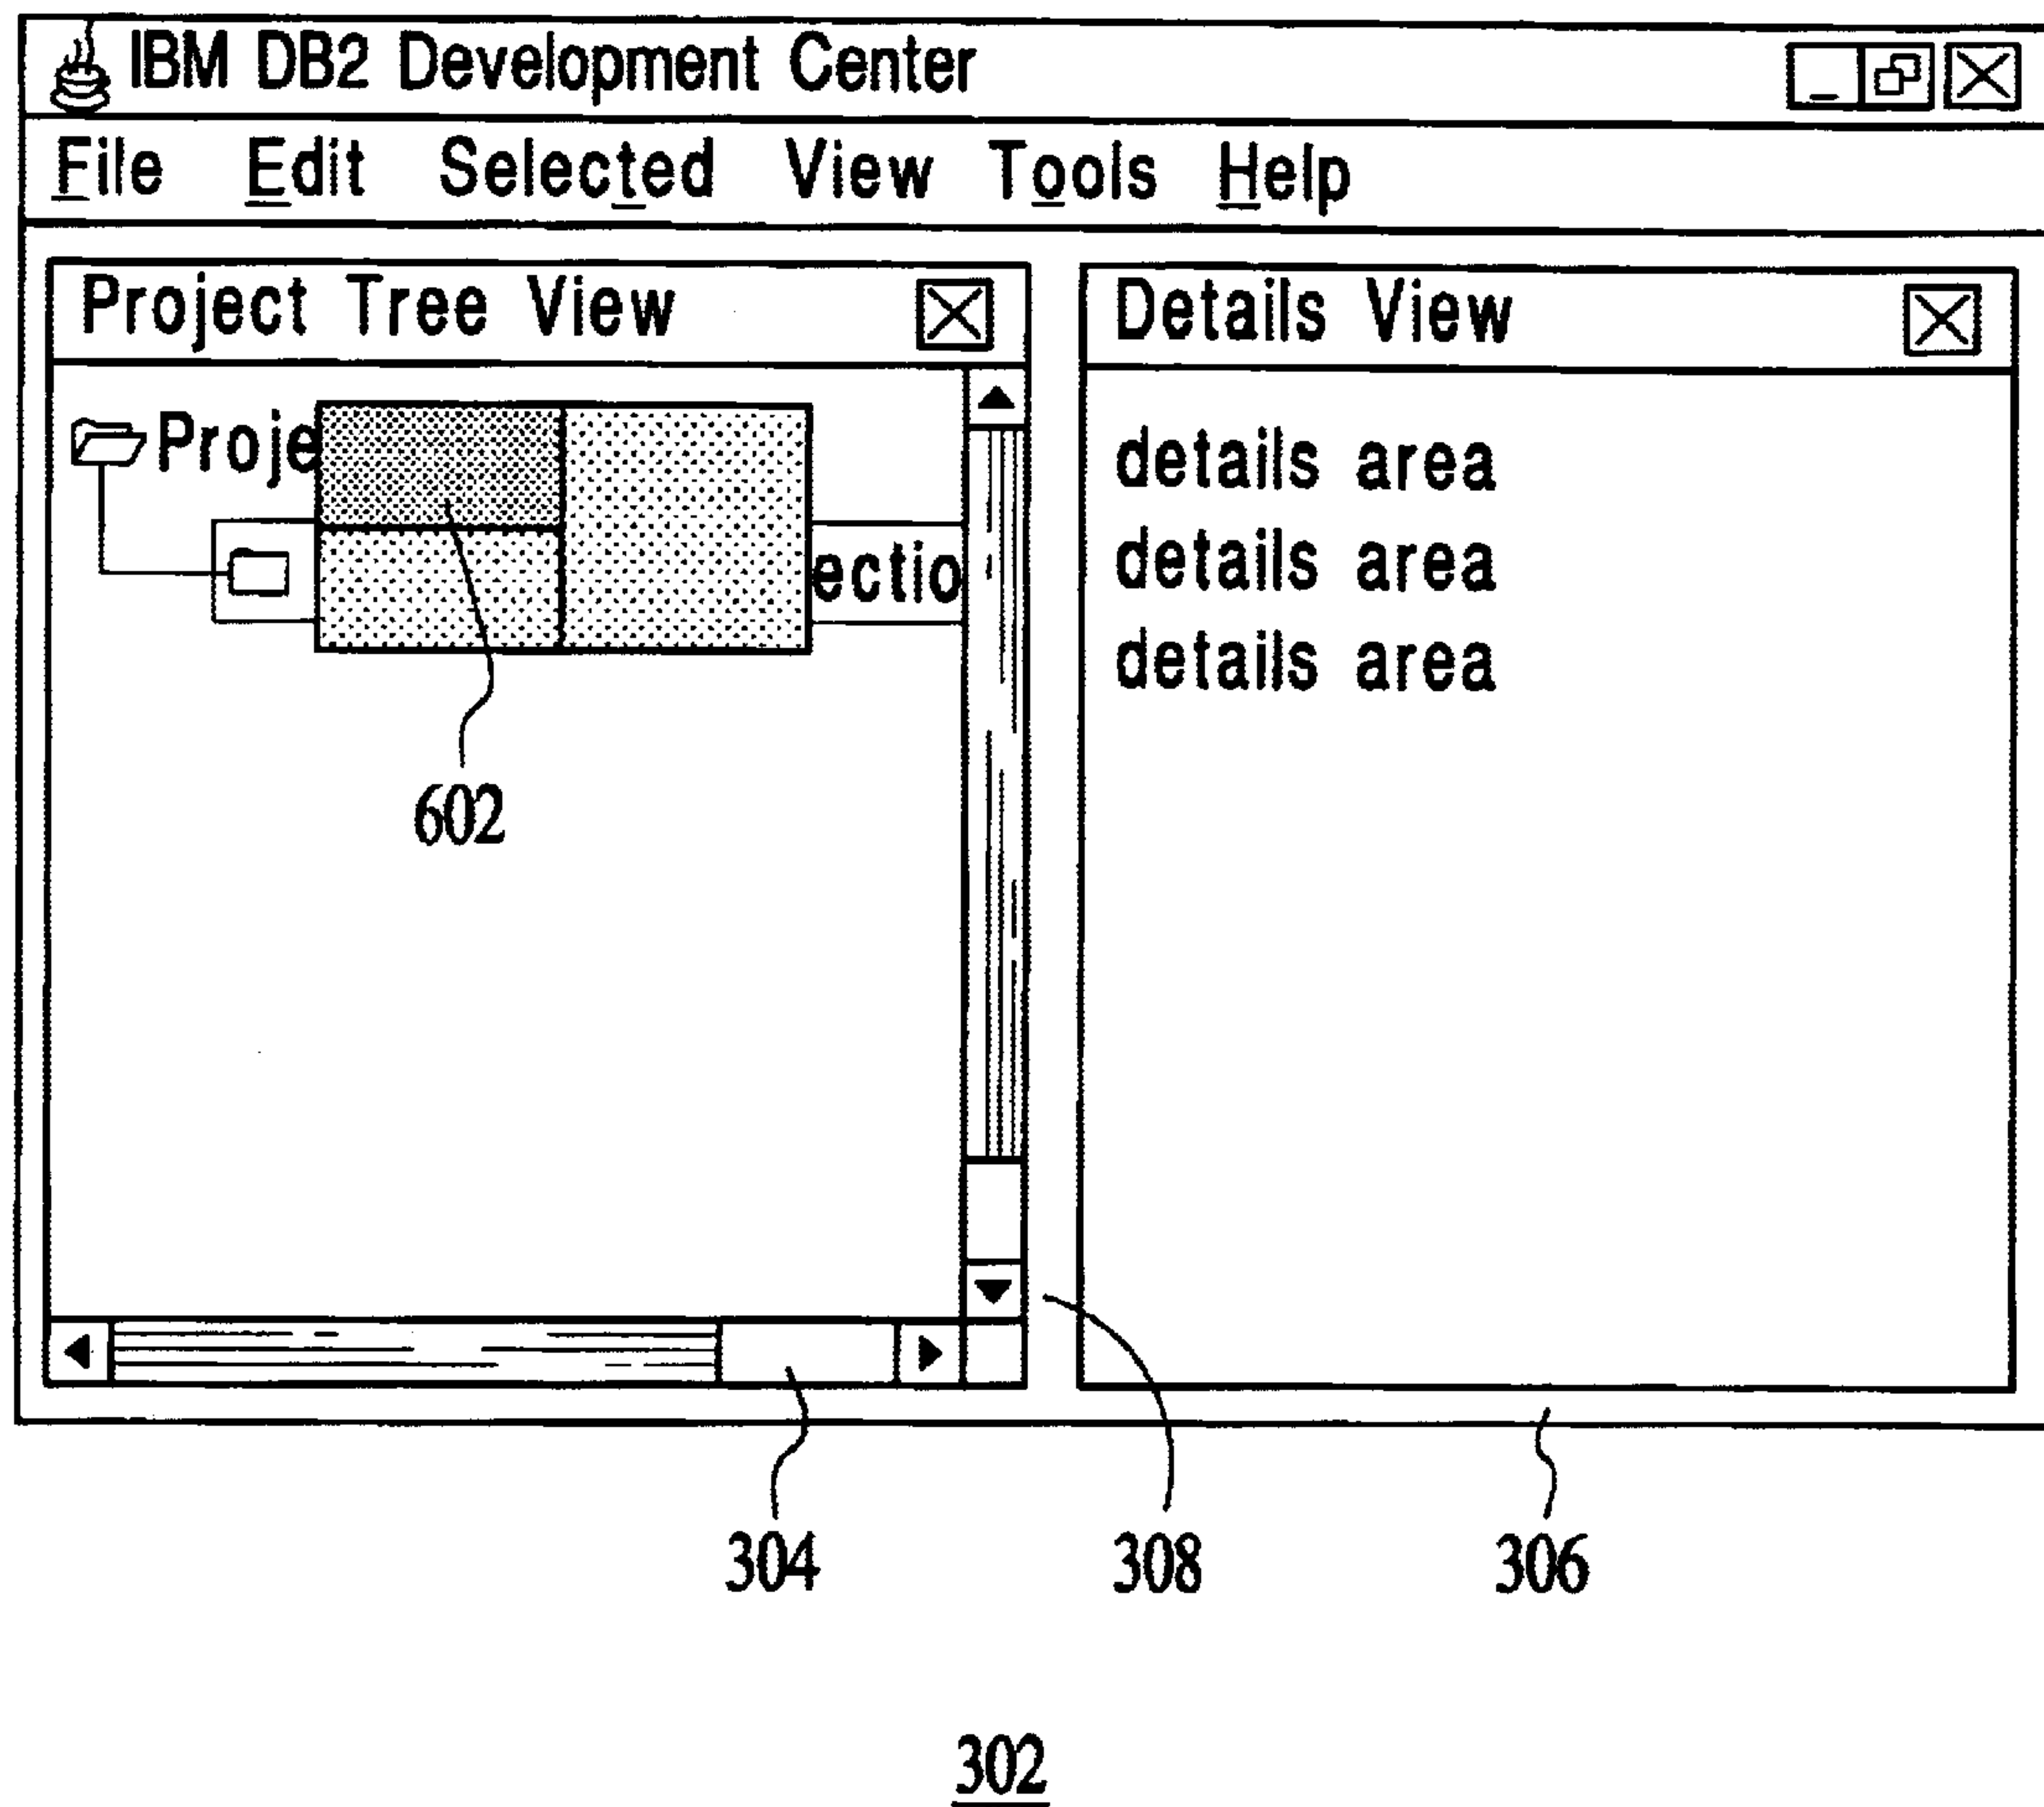 IBM DB2 Development Center
File Edit Selected View Tools Help
Project Tree View
Proje
ectio
602
Details View
details area
details area
details area
304 308 306
302